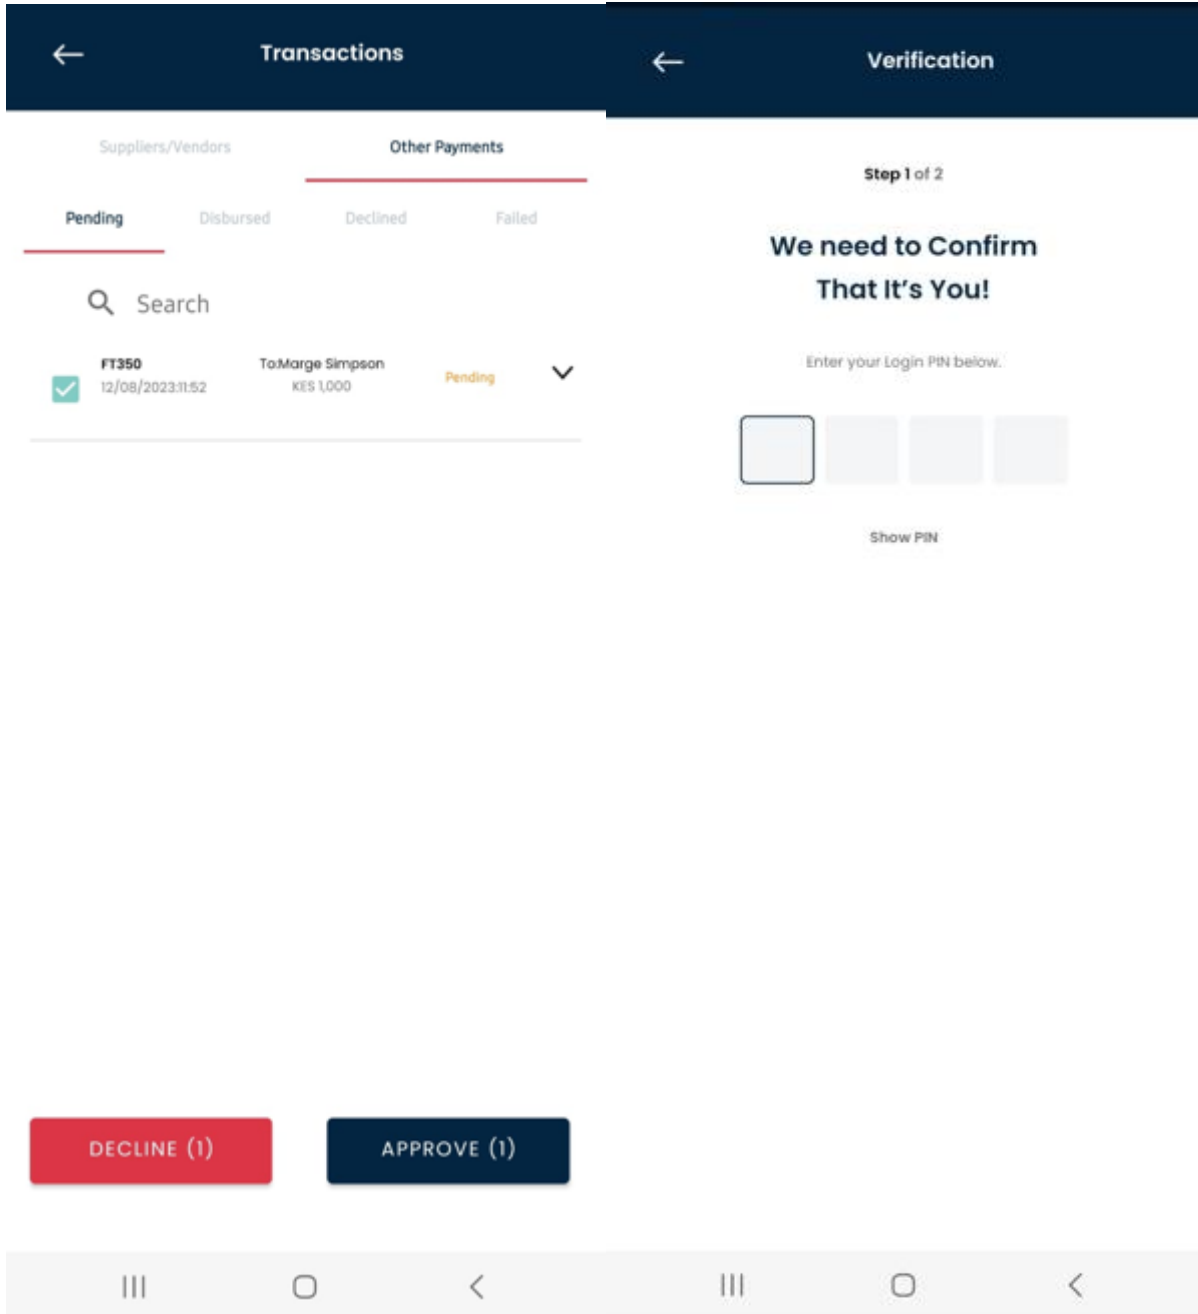 Transactions
Suppliers/Vendors Other Payments
Pending Disbursed Declined Failed
Search
FT350 To:Marge Simpson
12/08/2023:11:52 KES 1,000 Pending
DECLINE (1) APPROVE (1)
Verification
Step 1 of 2
We need to Confirm
That It's You!
Enter your Login PIN below.
Show PIN